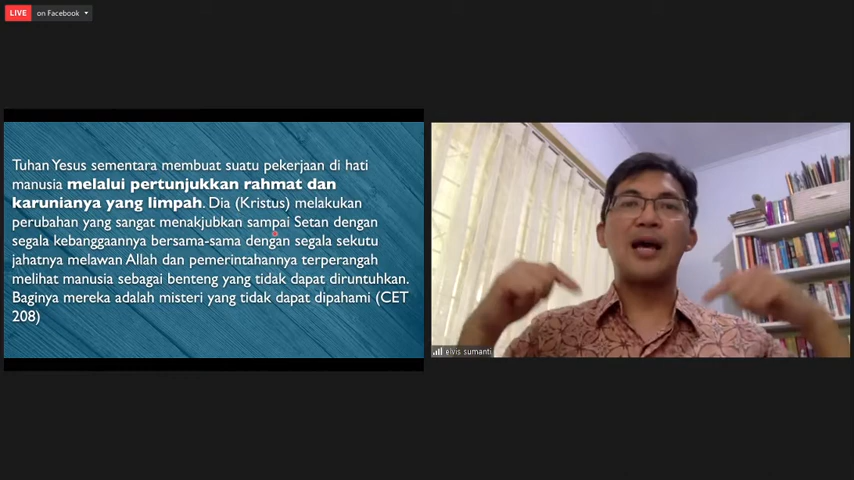 LIVE on Facebook
Tuhan Yesus sementara membuat suatu pekerjaan di hati
manusia melalui pertunjukkan rahmat dan
karunianya yang limpah. Dia (Kristus) melakukan
perubahan yang sangat menakjubkan sampai Setan dengan
segala kebanggaannya bersama-sama dengan segala sekutu
jahatnya melawan Allah dan pemerintahannya terperangah
melihat manusia sebagai benteng yang tidak dapat diruntuhkan.
Baginya mereka adalah misteri yang tidak dapat dipahami (CET
208)
elvis sumanti